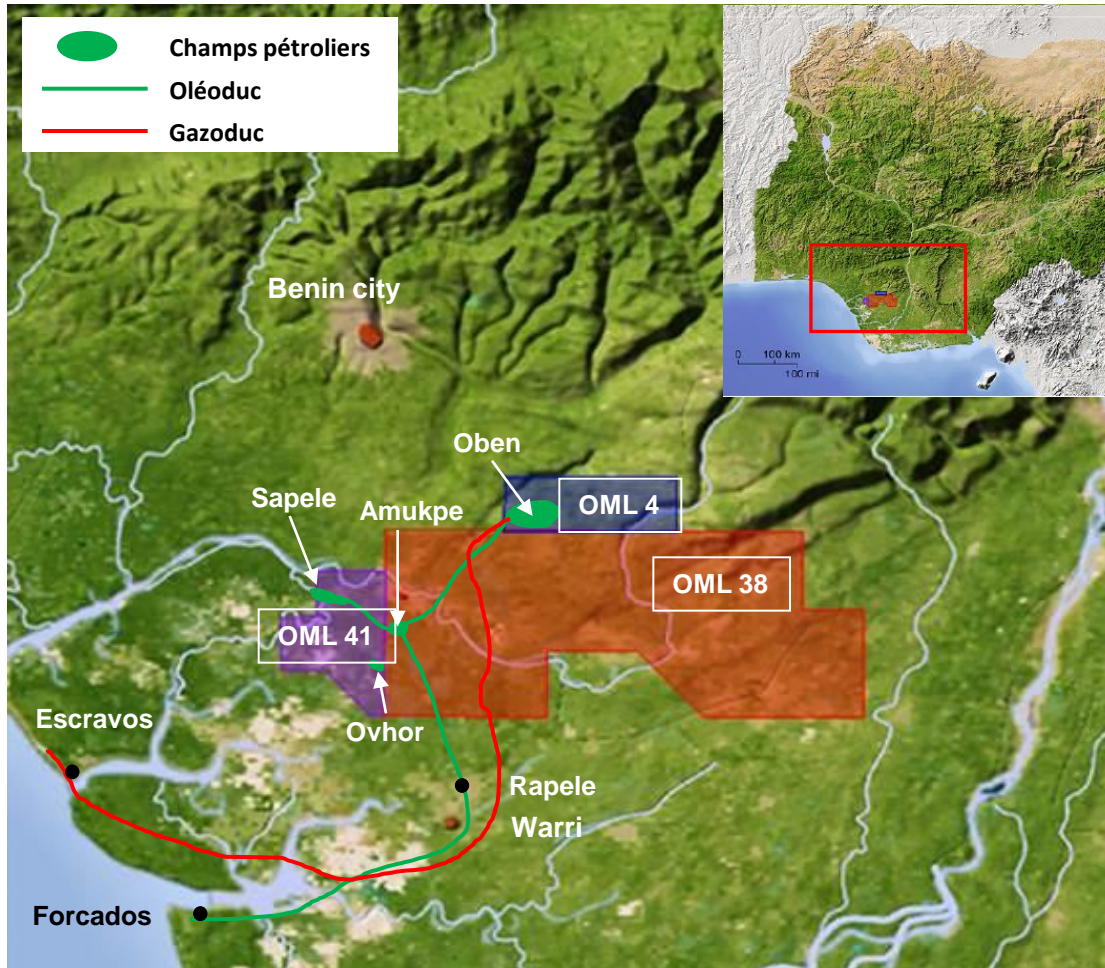 Champs pétroliers
Oléoduc
Gazoduc
0 100 km
100 mi
Benin city
Oben
Sapele
Amukpe
OML 4
OML 38
OML 41
Escravos
Ovhor
Rapele
Warri
Forcados